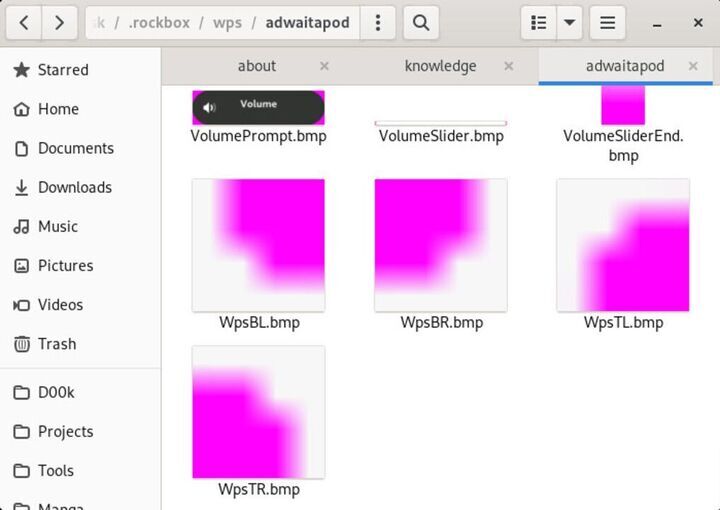 k / .rockbox / wps / adwaitapod
Starred
Home
Documents
Downloads
Music
Pictures
Videos
Trash
D00k
Projects
Tools
Manga
about
knowledge
adwaitapod
Volume
VolumePrompt.bmp
VolumeSlider.bmp
VolumeSliderEnd.
bmp
WpsBL.bmp
WpsBR.bmp
WpsTL.bmp
WpsTR.bmp